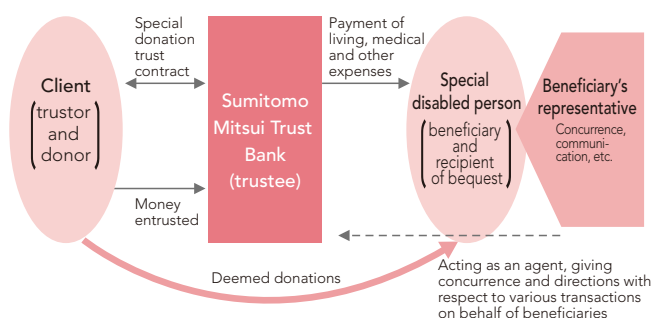 Special
donation
trust
contract
Payment of
living, medical
and other
expenses
Client
(trustor
and
donor)
Sumitomo
Mitsui Trust
Bank
(trustee)
Special
disabled person
(beneficiary
and
recipient
of bequest)
Beneficiary's
representative
Concurrence,
communi-
cation, etc.
Money
entrusted
Deemed donations
Acting as an agent, giving
concurrence and directions with
respect to various transactions
on behalf of beneficiaries